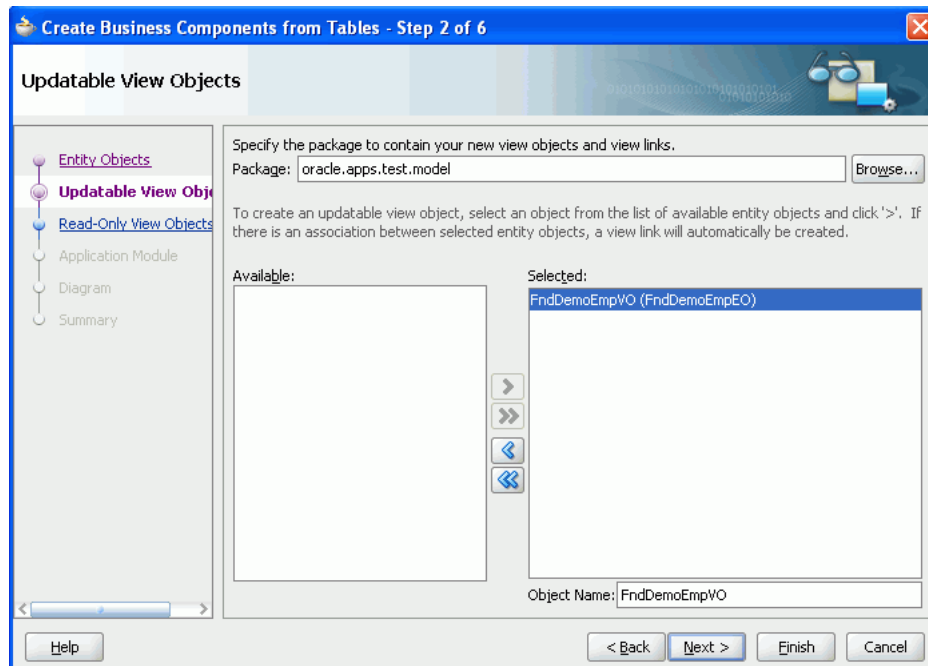 Create Business Components from Tables - Step 2 of 6
Updatable View Objects
Entity Objects
Updatable View Obj
Read-Only View Objects
Application Module
Diagram
Summary
Specify the package to contain your new view objects and view links.
Package: oracle.apps.test.model
Browse...
To create an updatable view object, select an object from the list of available entity objects and click '>'. If
there is an association between selected entity objects, a view link will automatically be created.
Available:
Selected:
FndDemoEmpVO (FndDemoEmpEO)
Object Name: FndDemoEmpVO
Help
< Back
Next >
Finish
Cancel